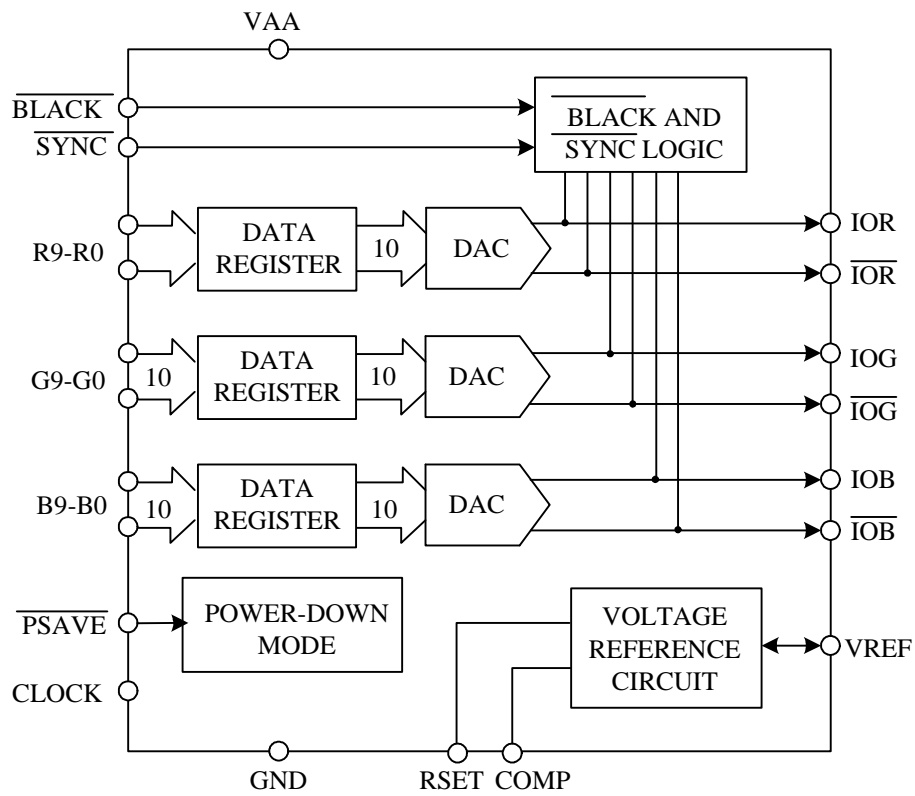 VAA
BLACK
SYNC
BLACK AND
SYNC LOGIC
R9-R0
DATA
REGISTER
10
DAC
IOR
IOR
G9-G0
10
DATA
REGISTER
10
DAC
IOG
IOG
B9-B0
10
DATA
REGISTER
10
DAC
IOB
IOB
PSAVE
POWER-DOWN
MODE
VOLTAGE
REFERENCE
CIRCUIT
VREF
CLOCK
GND
RSET
COMP